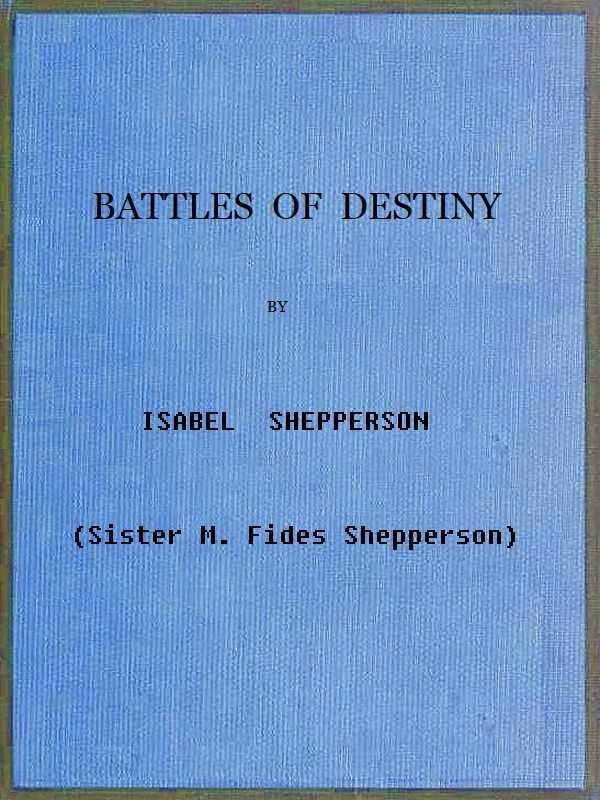 BATTLES OF DESTINY
BY
ISABEL SHEPPERSON
(Sister M. Fides Shepperson)